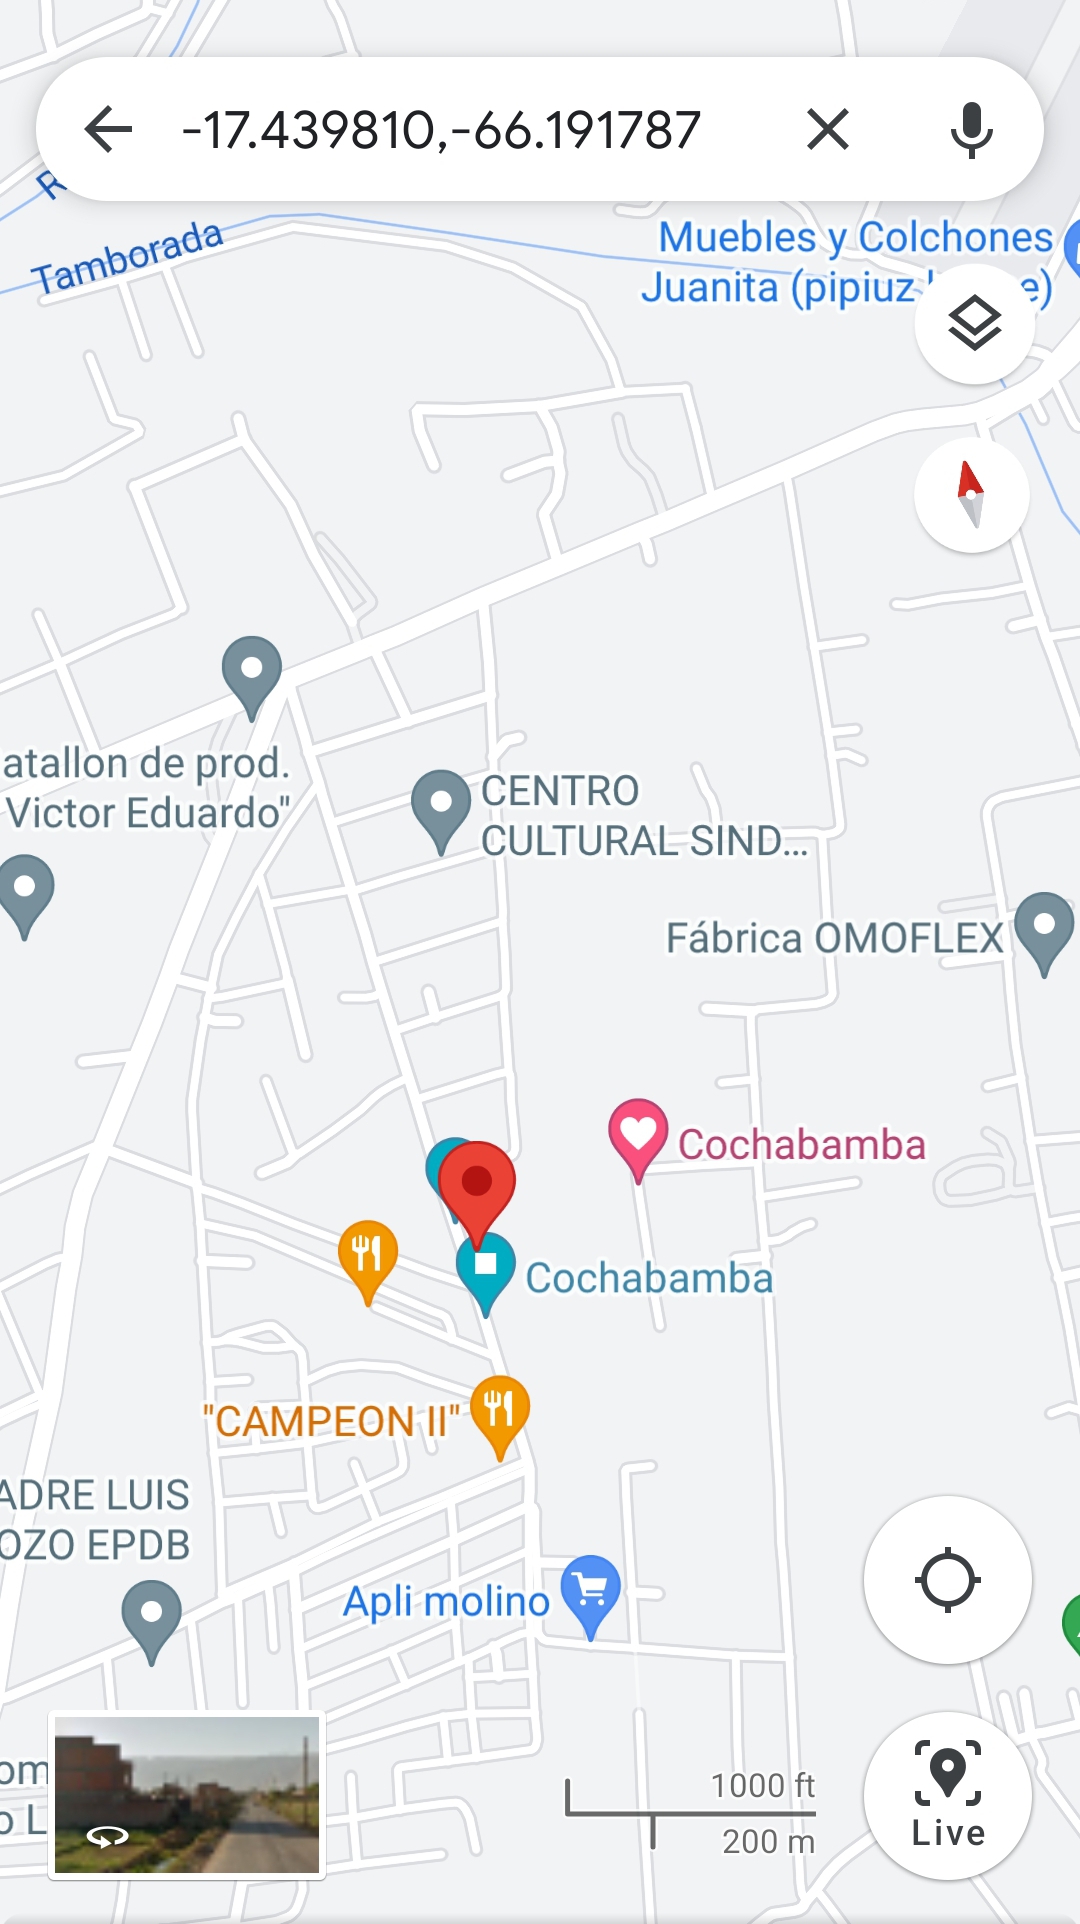 -17.439810,-66.191787
R
Tamborada
Muebles y Colchones
Juanita (pipiuz e)
atallon de prod.
Victor Eduardo"
CENTRO
CULTURAL SIND...
Fábrica OMOFLEX
Cochabamba
Cochabamba
"CAMPEON II"
ADRE LUIS
OZO EPDB
Apli molino
om
o L
1000 ft
200 m
Live